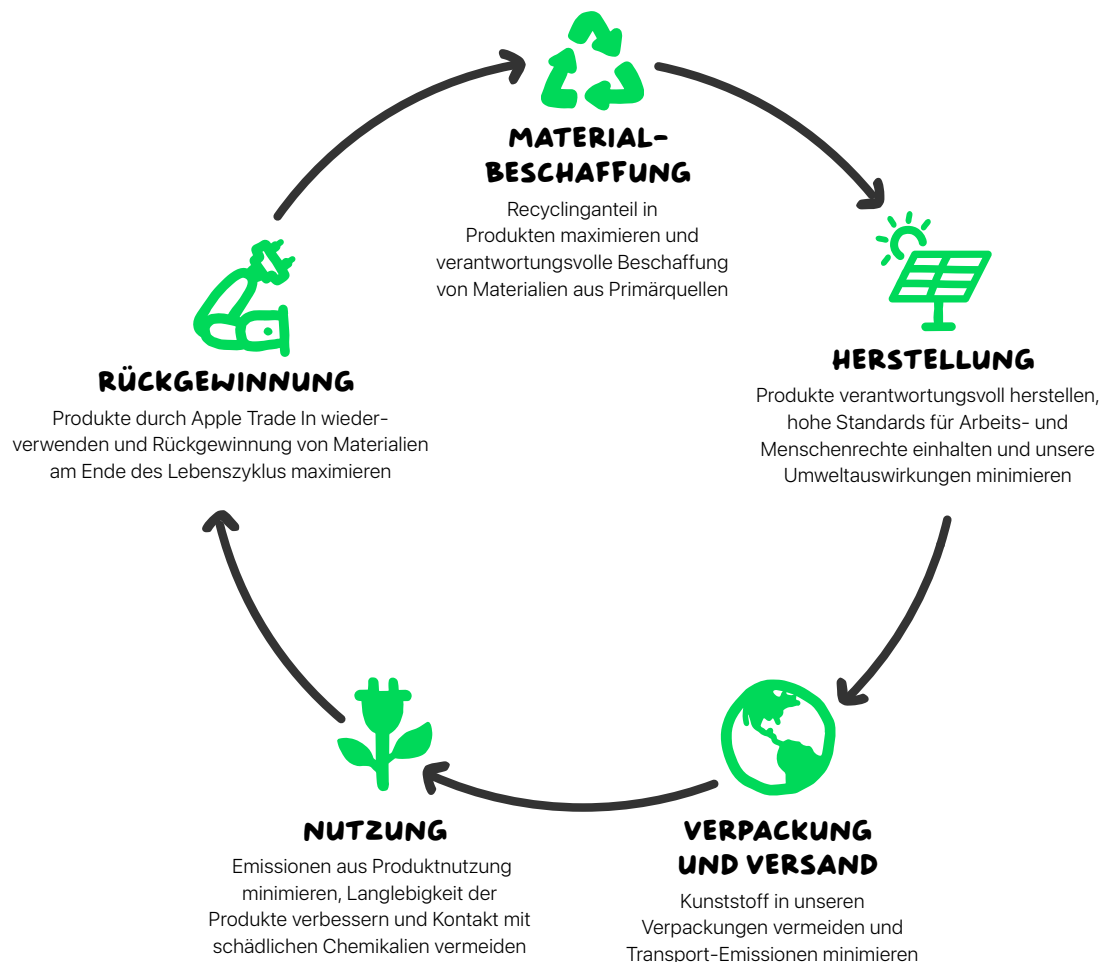 MATERIAL-
BESCHAFFUNG
Recyclinganteil in
Produkten maximieren und
verantwortungsvolle Beschaffung
von Materialien aus Primärquellen
HERSTELLUNG
Produkte verantwortungsvoll herstellen,
hohe Standards für Arbeits- und
Menschenrechte einhalten und unsere
Umweltauswirkungen minimieren
VERPACKUNG
UND VERSAND
Kunststoff in unseren
Verpackungen vermeiden und
Transport-Emissionen minimieren
NUTZUNG
Emissionen aus Produktnutzung
minimieren, Langlebigkeit der
Produkte verbessern und Kontakt mit
schädlichen Chemikalien vermeiden
RÜCKGEWINNUNG
Produkte durch Apple Trade In wieder-
verwenden und Rückgewinnung von Materialien
am Ende des Lebenszyklus maximieren